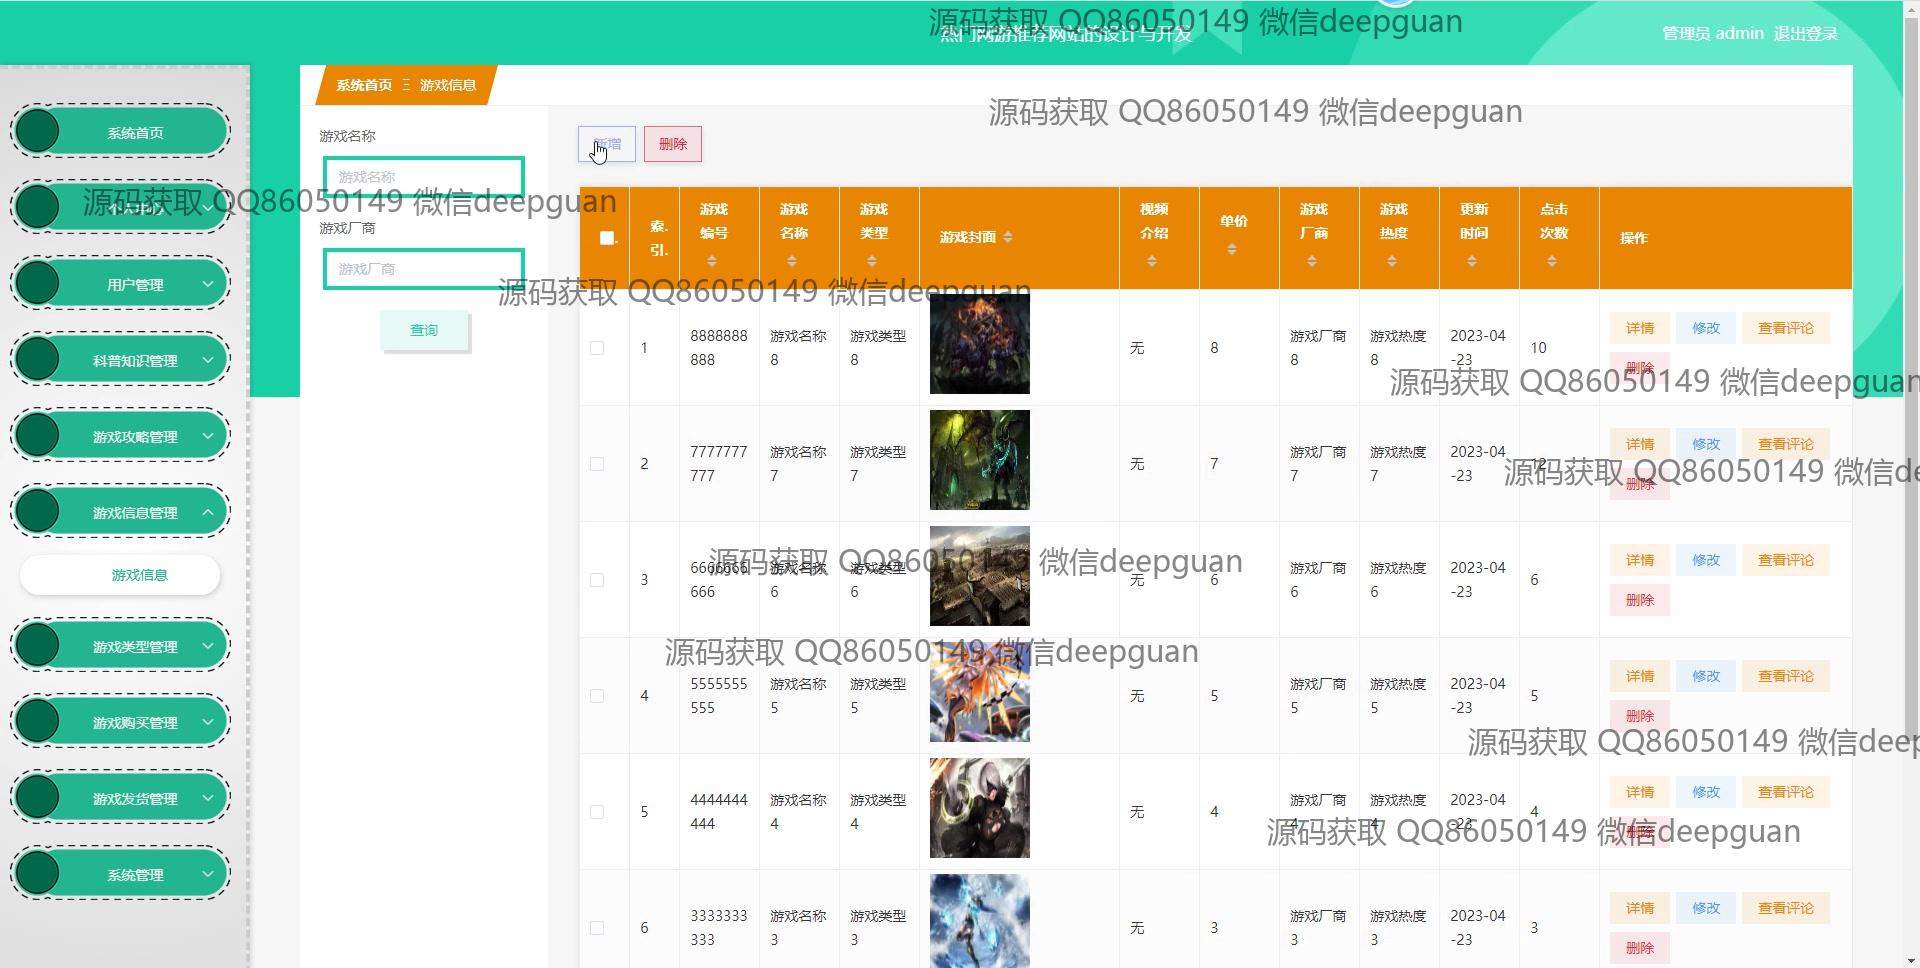 源码获取 QQ86050149 微信deepguan
热门网游推荐网站的设计与开发
管理员 admin 退出登录
系统首页 三 游戏信息
源码获取 QQ86050149 微信deepguan
系统首页
个人中心
用户管理
科普知识管理
游戏攻略管理
游戏信息管理
游戏信息
游戏类型管理
游戏购买管理
游戏发货管理
系统管理
游戏名称
游戏名称
源码获取 QQ86050149 微信deepguan
游戏厂商
游戏厂商
查询
新增 删除
源码获取 QQ86050149 微信deepguan
索引. 游戏编号 游戏名称 游戏类型 游戏封面 视频介绍 单价 游戏厂商 游戏热度 更新时间 点击次数 操作
1 8888888888 游戏名称8 游戏类型8 无 8 游戏厂商8 游戏热度8 2023-04-23 10 详情 修改 查看评论 删除
源码获取 QQ86050149 微信deepguan
2 7777777777 游戏名称7 游戏类型7 无 7 游戏厂商7 游戏热度7 2023-04-23 12 详情 修改 查看评论 删除
源码获取 QQ86050149 微信de
3 6666666666 游戏名称6 游戏类型6 无 6 游戏厂商6 游戏热度6 2023-04-23 6 详情 修改 查看评论 删除
源码获取 QQ86050149 微信deepguan
源码获取 QQ86050149 微信deepguan
4 5555555555 游戏名称5 游戏类型5 无 5 游戏厂商5 游戏热度5 2023-04-23 5 详情 修改 查看评论 删除
源码获取 QQ86050149 微信deep
5 4444444444 游戏名称4 游戏类型4 无 4 游戏厂商4 游戏热度4 2023-04-23 4 详情 修改 查看评论 删除
源码获取 QQ86050149 微信deepguan
6 3333333333 游戏名称3 游戏类型3 无 3 游戏厂商3 游戏热度3 2023-04-23 3 详情 修改 查看评论 删除